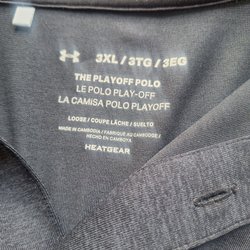 3XL / 3TG / 3EG
THE PLAYOFF POLO
LE POLO PLAY-OFF
LA CAMISA POLO PLAYOFF
LOOSE / COUPE LÂCHE / SUELTO
MADE IN CAMBODIA / FABRIQUÉ AU CAMBODGE /
HECHO EN CAMBOYA
HEATGEAR